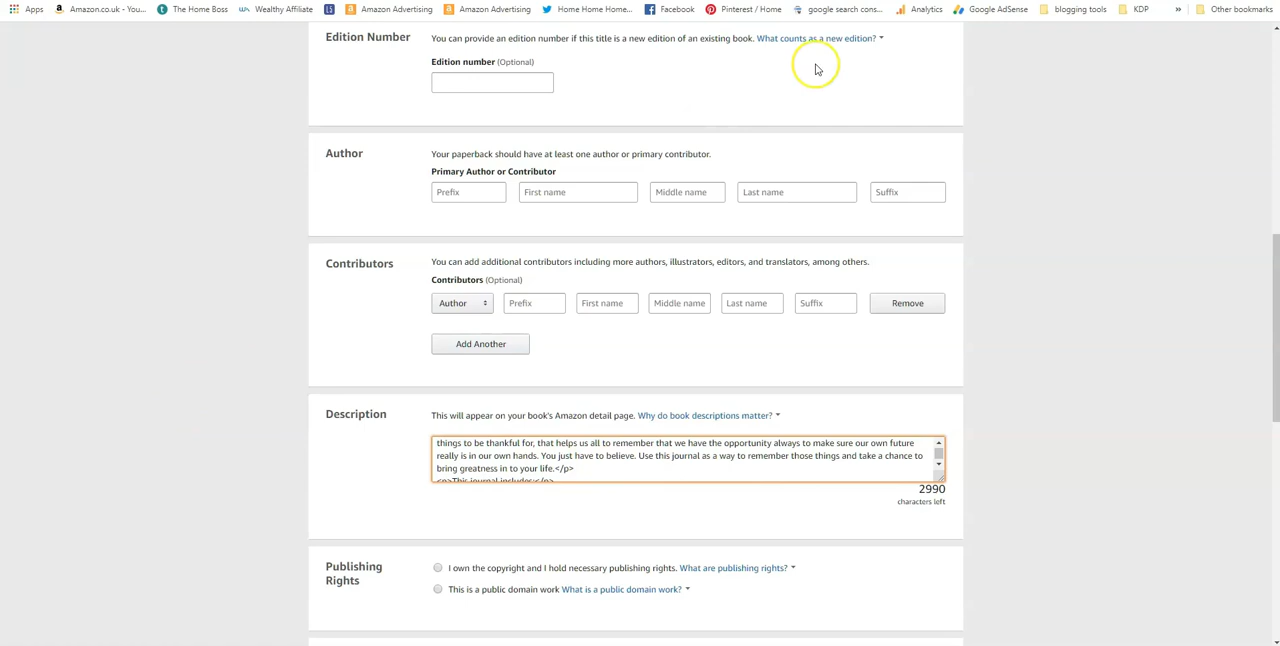 Apps Amazon.co.uk - You... The Home Boss Wealthy Affiliate Amazon Advertising Amazon Advertising Home Home Home... Facebook Pinterest / Home google search cons... Analytics Google AdSense blogging tools KDP » Other bookmarks
Edition Number
You can provide an edition number if this title is a new edition of an existing book. What counts as a new edition?
Edition number (Optional)
Author
Your paperback should have at least one author or primary contributor.
Primary Author or Contributor
Prefix First name Middle name Last name Suffix
Contributors
You can add additional contributors including more authors, illustrators, editors, and translators, among others.
Contributors (Optional)
Author Prefix First name Middle name Last name Suffix Remove
Add Another
Description
This will appear on your book's Amazon detail page. Why do book descriptions matter?
things to be thankful for, that helps us all to remember that we have the opportunity always to make sure our own future
really is in our own hands. You just have to believe. Use this journal as a way to remember those things and take a chance to
bring greatness in to your life.</p>
<p>This journal includes:</p>
2990
characters left
Publishing
Rights
I own the copyright and I hold necessary publishing rights. What are publishing rights?
This is a public domain work What is a public domain work?